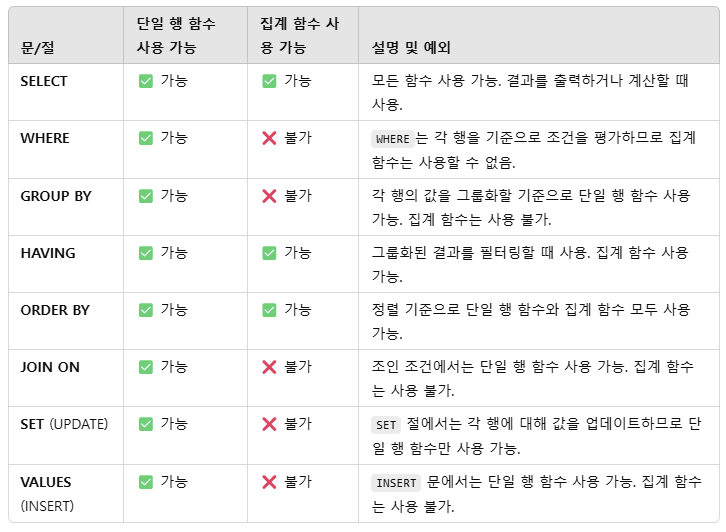 문/절
단일 행 함수
사용 가능
집계 함수 사
용 가능
설명 및 예외
SELECT
✅ 가능
✅ 가능
모든 함수 사용 가능. 결과를 출력하거나 계산할 때
사용.
WHERE
✅ 가능
❌ 불가
WHERE는 각 행을 기준으로 조건을 평가하므로 집계
함수는 사용할 수 없음.
GROUP BY
✅ 가능
❌ 불가
각 행의 값을 그룹화할 기준으로 단일 행 함수 사용
가능. 집계 함수는 사용 불가.
HAVING
✅ 가능
✅ 가능
그룹화된 결과를 필터링할 때 사용. 집계 함수 사용
가능.
ORDER BY
✅ 가능
✅ 가능
정렬 기준으로 단일 행 함수와 집계 함수 모두 사용
가능.
JOIN ON
✅ 가능
❌ 불가
조인 조건에서는 단일 행 함수 사용 가능. 집계 함수
는 사용 불가.
SET (UPDATE)
✅ 가능
❌ 불가
SET 절에서는 각 행에 대해 값을 업데이트하므로 단
일 행 함수만 사용 가능.
VALUES
(INSERT)
✅ 가능
❌ 불가
INSERT 문에서는 단일 행 함수 사용 가능. 집계 함수
는 사용 불가.